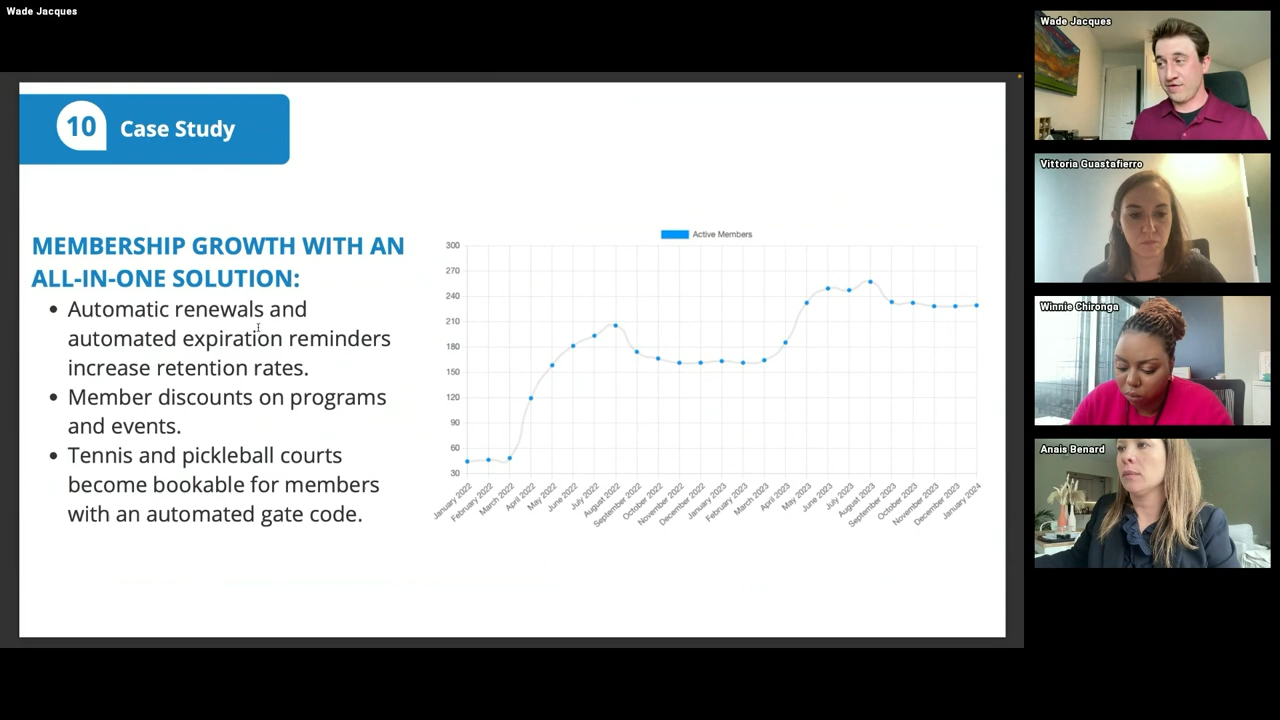 Wade Jacques
10 Case Study
MEMBERSHIP GROWTH WITH AN
ALL-IN-ONE SOLUTION:
• Automatic renewals and
automated expiration reminders
increase retention rates.
• Member discounts on programs
and events.
• Tennis and pickleball courts
become bookable for members
with an automated gate code.
Active Members
300
270
240
210
180
150
120
90
60
30
January 2022
February 2022
March 2022
April 2022
May 2022
June 2022
July 2022
August 2022
September 2022
October 2022
November 2022
December 2022
January 2023
February 2023
March 2023
April 2023
May 2023
June 2023
July 2023
August 2023
September 2023
October 2023
November 2023
December 2023
January 2024
Wade Jacques
Vittoria Guastafierro
Winnie Chironga
Anais Benard